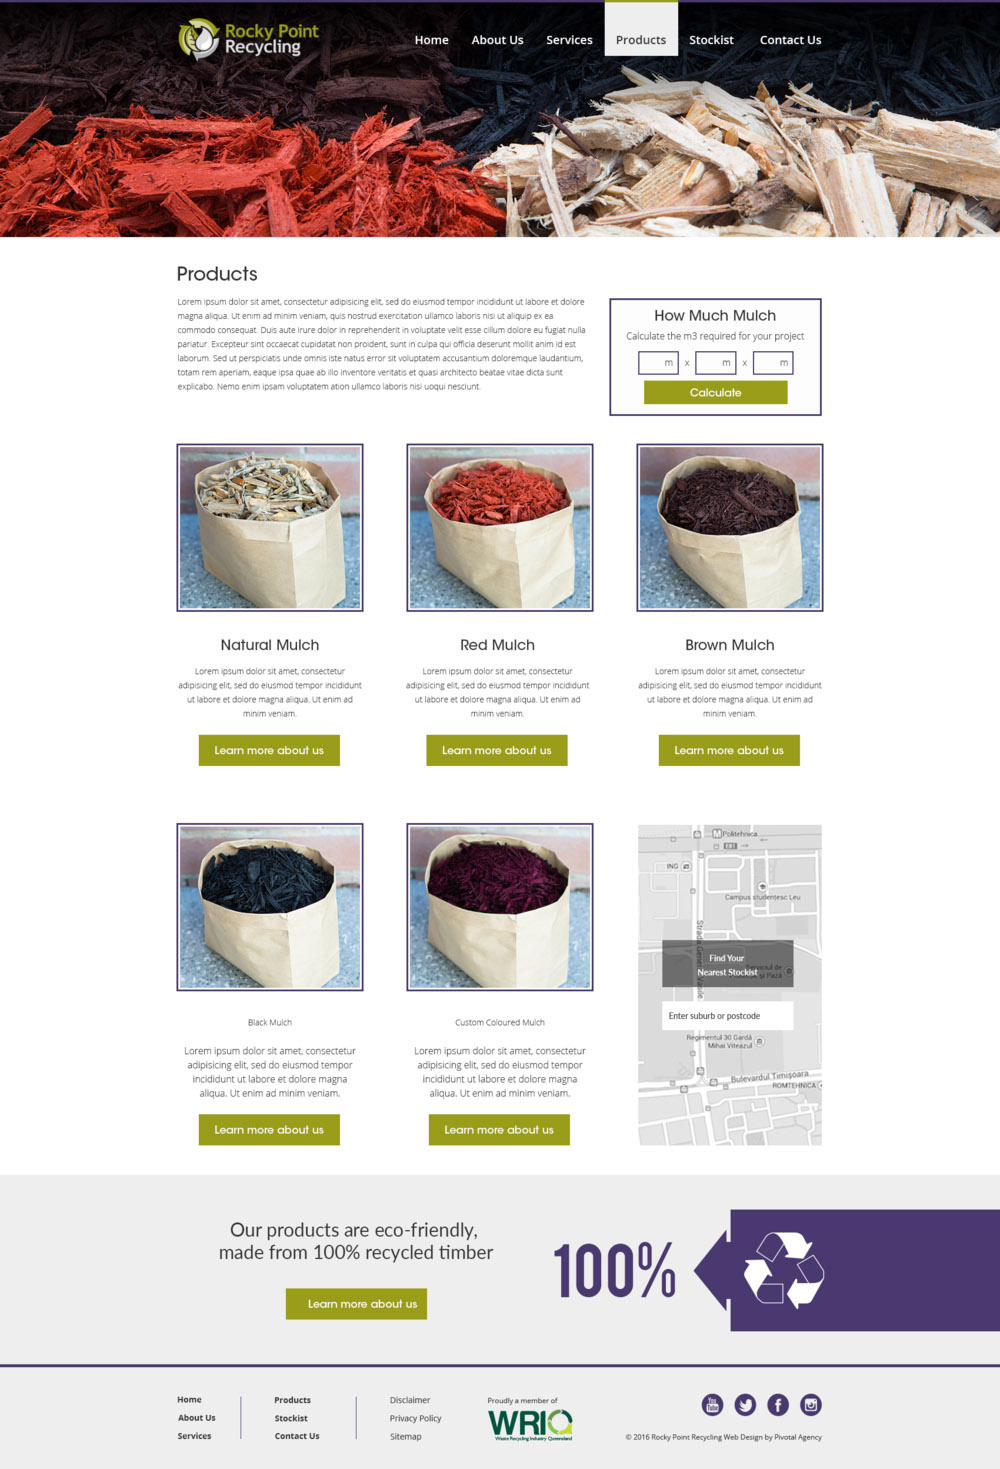 Rocky Point
Recycling
Home About Us Services Products Stockist Contact Us
Products
Lorem ipsum dolor sit amet, consectetur adipisicing elit, sed do eiusmod tempor incididunt ut labore et dolore
magna aliqua. Ut enim ad minim veniam, quis nostrud exercitation ullamco laboris nisi ut aliquip ex ea
commodo consequat. Duis aute irure dolor in reprehenderit in voluptate velit esse cillum dolore eu fugiat nulla
pariatur. Excepteur sint occaecat cupidatat non proident, sunt in culpa qui officia deserunt mollit anim id est
laborum. Sed ut perspiciatis unde omnis iste natus error sit voluptatem accusantium doloremque laudantium,
totam rem aperiam, eaque ipsa quae ab illo inventore veritatis et quasi architecto beatae vitae dicta sunt
explicabo. Nemo enim ipsam voluptatem ation ullamco laboris nisi uoqui nesciunt.
How Much Mulch
Calculate the m3 required for your project
m x m x m
Calculate
Natural Mulch
Lorem ipsum dolor sit amet, consectetur
adipisicing elit, sed do eiusmod tempor incididunt
ut labore et dolore magna aliqua. Ut enim ad
minim veniam.
Learn more about us
Red Mulch
Lorem ipsum dolor sit amet, consectetur
adipisicing elit, sed do eiusmod tempor incididunt
ut labore et dolore magna aliqua. Ut enim ad
minim veniam.
Learn more about us
Brown Mulch
Lorem ipsum dolor sit amet, consectetur
adipisicing elit, sed do eiusmod tempor incididunt
ut labore et dolore magna aliqua. Ut enim ad
minim veniam.
Learn more about us
Black Mulch
Lorem ipsum dolor sit amet, consectetur
adipisicing elit, sed do eiusmod tempor
incididunt ut labore et dolore magna
aliqua. Ut enim ad minim veniam.
Learn more about us
Custom Coloured Mulch
Lorem ipsum dolor sit amet, consectetur
adipisicing elit, sed do eiusmod tempor
incididunt ut labore et dolore magna
aliqua. Ut enim ad minim veniam.
Learn more about us
M Politehnica
E81
ING
Campus studențesc Leu
Strada Vasile
Find Your
Nearest Stockist
de
și Pază
Enter suburb or postcode
Regimentul 30 Gardă
Mihai Viteazul
Bulevardul Timișoara
ROMTEHNICA
Our products are eco-friendly,
made from 100% recycled timber
Learn more about us
100%
Home
About Us
Services
Products
Stockist
Contact Us
Disclaimer
Privacy Policy
Sitemap
Proudly a member of
WRIQ
Waste Recycling Industry Queensland
You Tube
© 2016 Rocky Point Recycling Web Design by Pivotal Agency